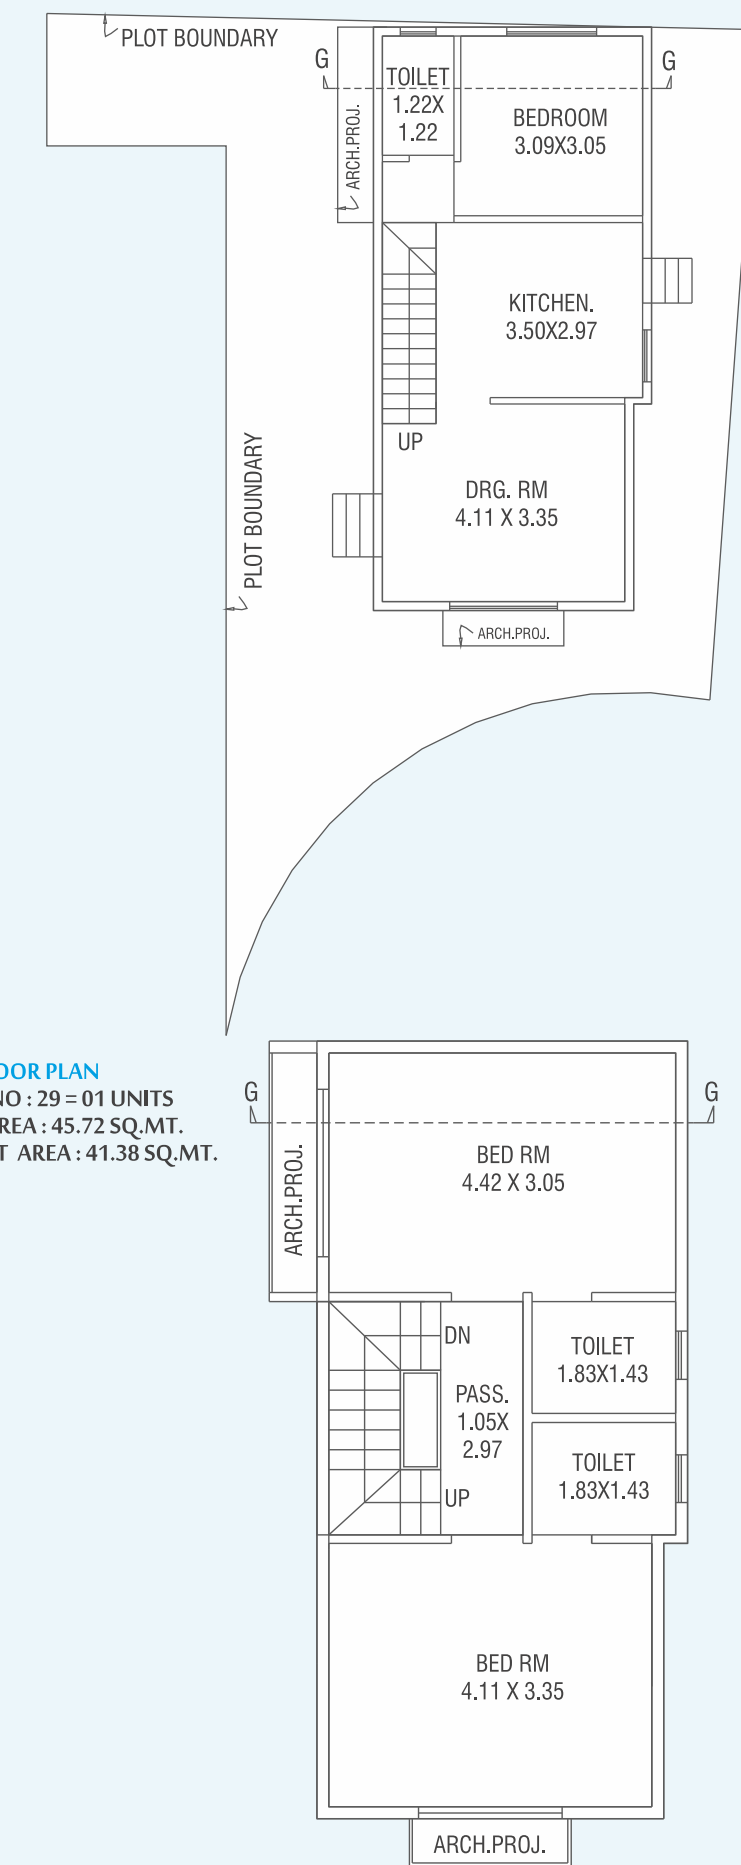 PLOT BOUNDARY
G
G
TOILET
1.22X
1.22
BEDROOM
3.09X3.05
ARCH.PROJ.
KITCHEN.
3.50X2.97
UP
PLOT BOUNDARY
DRG. RM
4.11 X 3.35
ARCH.PROJ.
PLAN
NO : 29 = 01 UNITS
: 45.72 SQ.MT.
AREA : 41.38 SQ.MT.
G
G
BED RM
4.42 X 3.05
ARCH.PROJ.
DN
TOILET
1.83X1.43
PASS.
1.05X
2.97
TOILET
1.83X1.43
UP
BED RM
4.11 X 3.35
ARCH.PROJ.